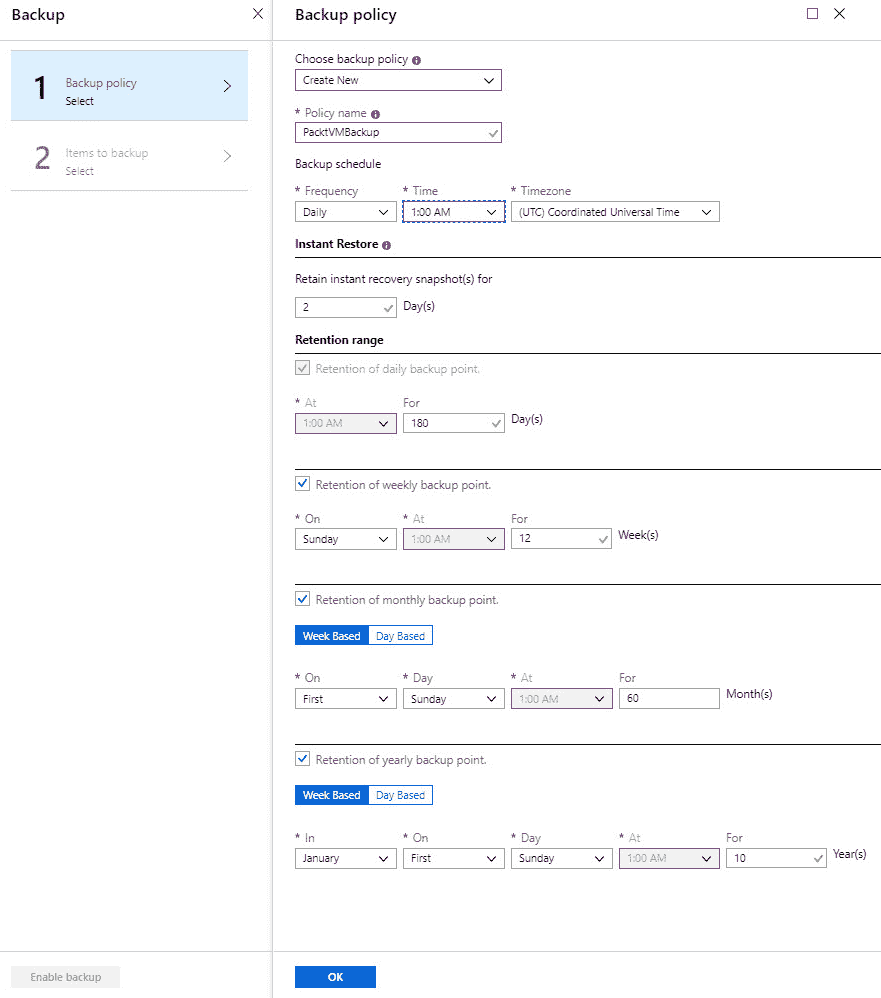 Backup
1
Backup policy
Select
2
Items to backup
Select
Enable backup
Backup policy
Choose backup policy
Create New
* Policy name
PacktVMBackup
Backup schedule
* Frequency * Time * Timezone
Daily 1:00 AM (UTC) Coordinated Universal Time
Instant Restore
Retain instant recovery snapshot(s) for
2 Day(s)
Retention range
Retention of daily backup point.
* At For
1:00 AM 180 Day(s)
Retention of weekly backup point.
* On * At For
Sunday 1:00 AM 12 Week(s)
Retention of monthly backup point.
Week Based Day Based
* On * Day * At For
First Sunday 1:00 AM 60 Month(s)
Retention of yearly backup point.
Week Based Day Based
* In * On * Day * At For
January First Sunday 1:00 AM 10 Year(s)
OK